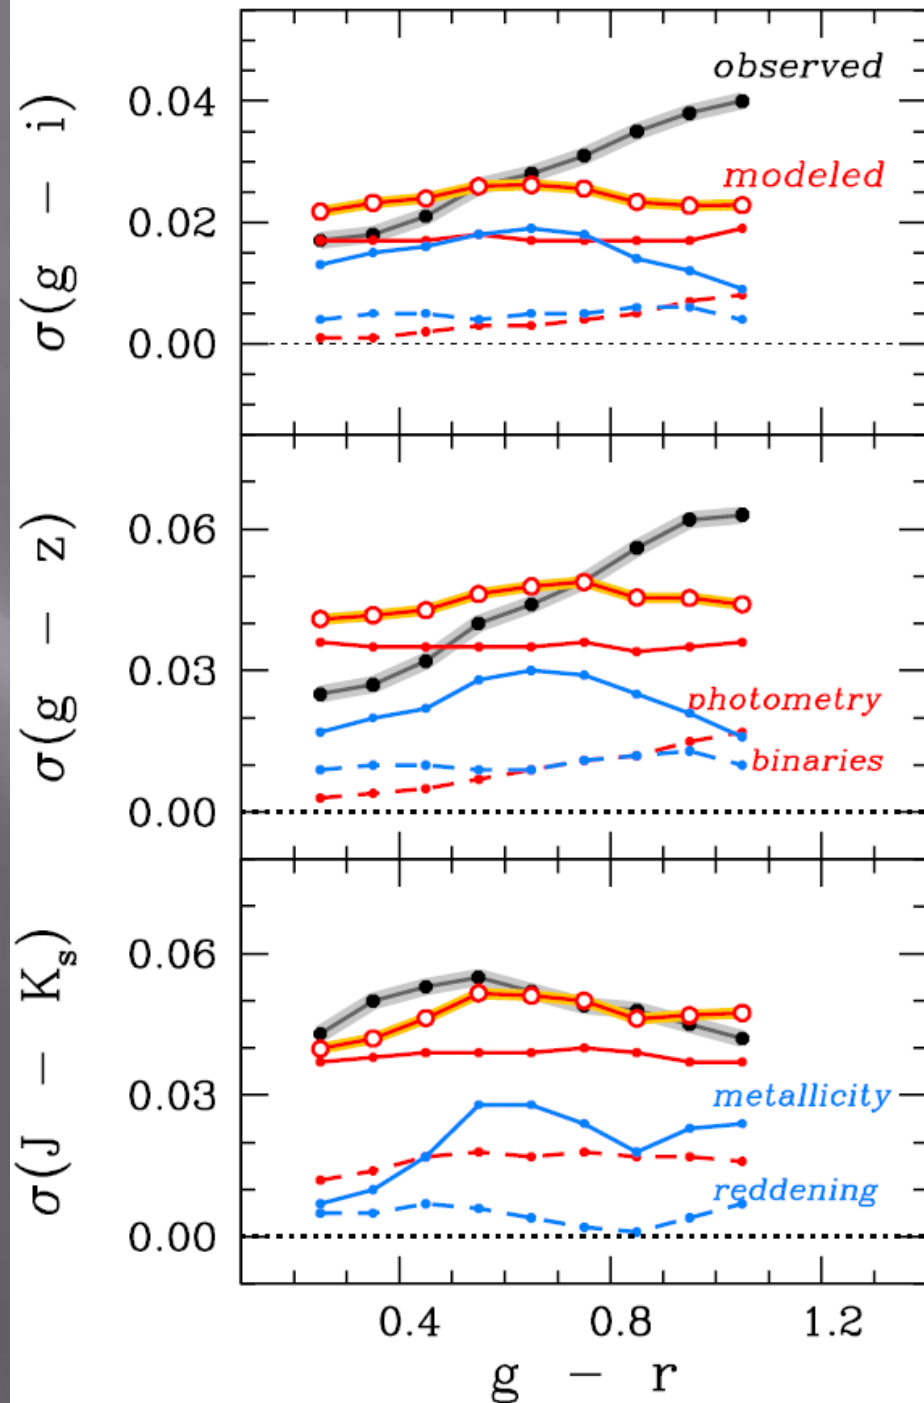 observed
modeled
0.04
0.02
0.00
σ(g − i)
0.06
0.03
0.00
σ(g − z)
photometry
binaries
0.06
0.03
0.00
σ(J − Kₛ)
metallicity
reddening
0.4 0.8 1.2
g − r